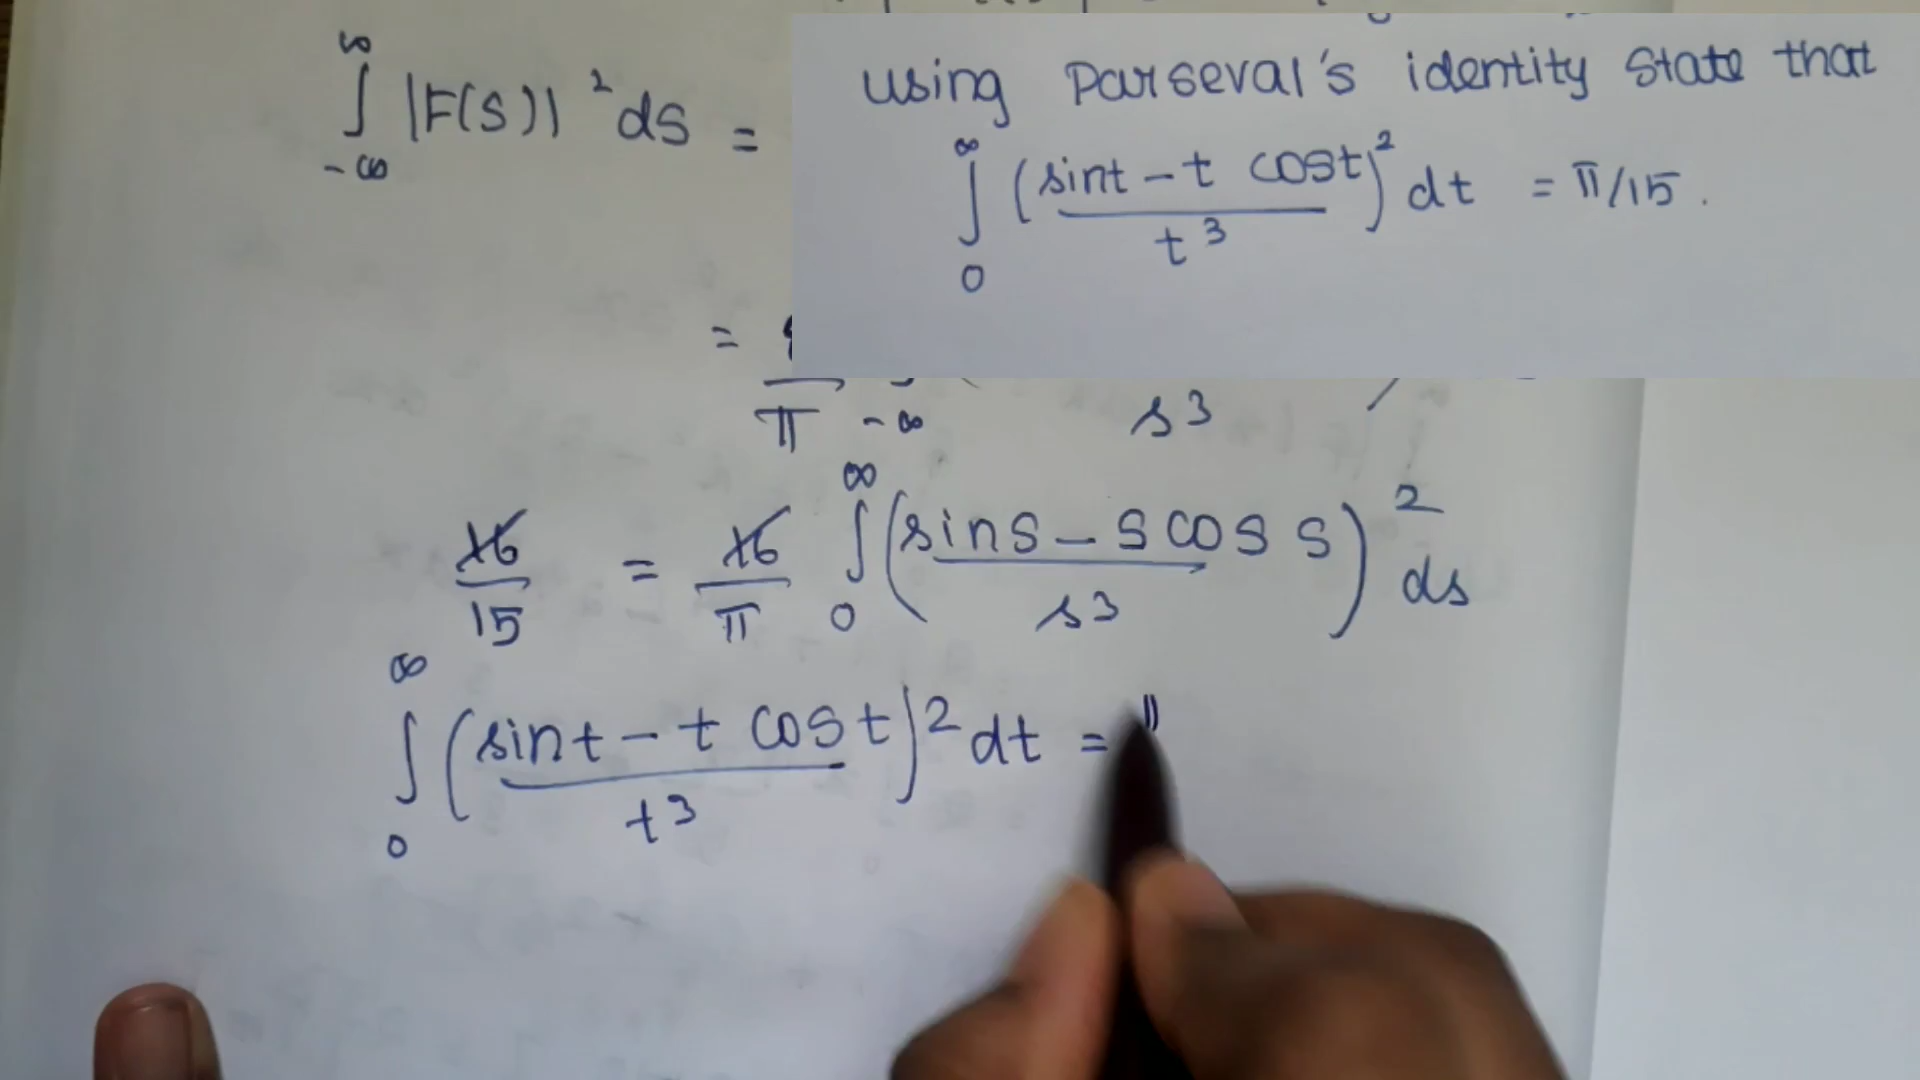 ∫_{-∞}^{∞} |F(S)|² ds =
using Parseval's identity state that
∫_0^∞ (sint - t cost / t³)² dt = π/15.
=
π -∞ s³
16/15 = 16/π ∫_0^∞ (sins - s cos s / s³)² ds
∫_0^∞ (sint - t cost / t³)² dt =